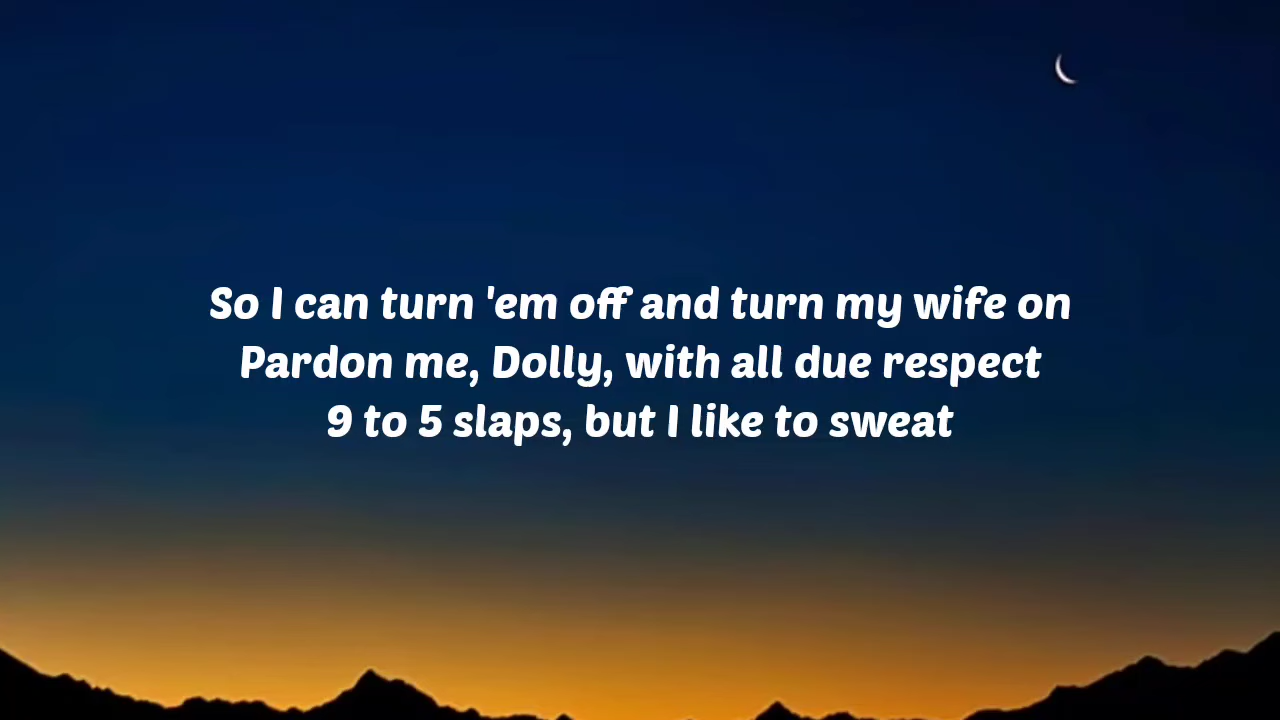 So I can turn 'em off and turn my wife on
Pardon me, Dolly, with all due respect
9 to 5 slaps, but I like to sweat